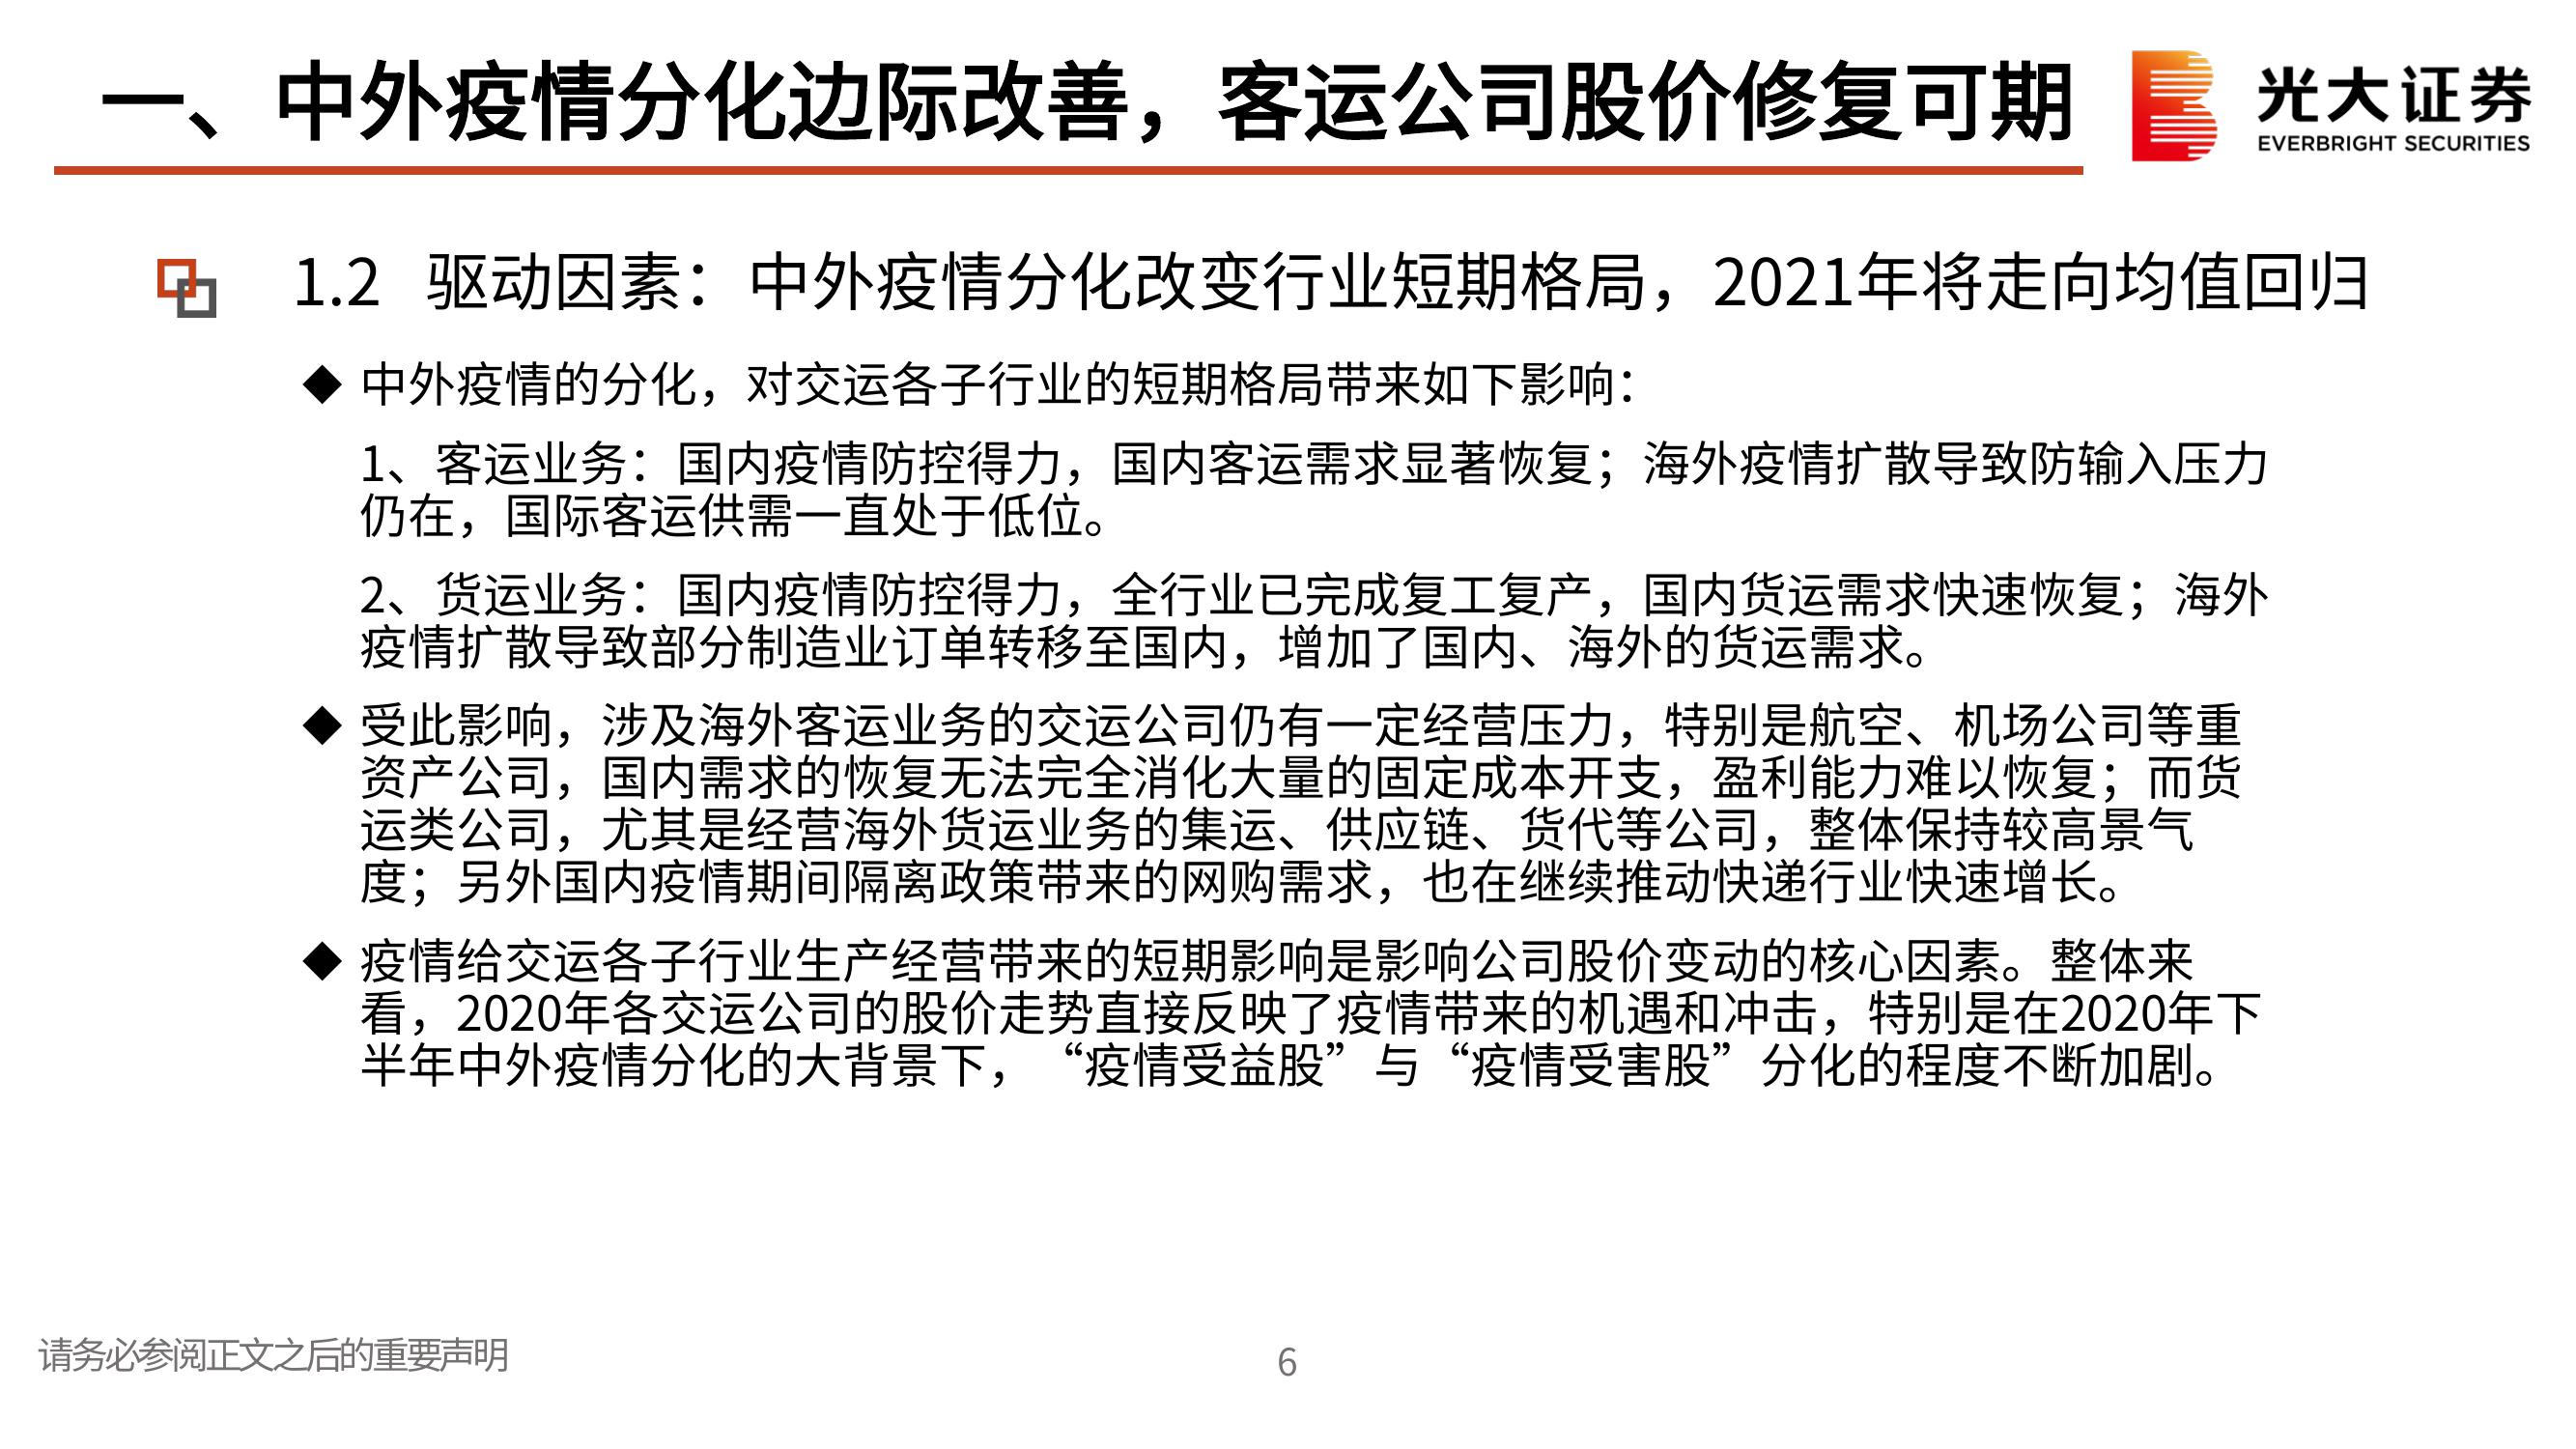 一、中外疫情分化边际改善，客运公司股价修复可期
光大证券
EVERBRIGHT SECURITIES
1.2 驱动因素：中外疫情分化改变行业短期格局，2021年将走向均值回归
◆ 中外疫情的分化，对交运各子行业的短期格局带来如下影响：
1、客运业务：国内疫情防控得力，国内客运需求显著恢复；海外疫情扩散导致防输入压力
仍在，国际客运供需一直处于低位。
2、货运业务：国内疫情防控得力，全行业已完成复工复产，国内货运需求快速恢复；海外
疫情扩散导致部分制造业订单转移至国内，增加了国内、海外的货运需求。
◆ 受此影响，涉及海外客运业务的交运公司仍有一定经营压力，特别是航空、机场公司等重
资产公司，国内需求的恢复无法完全消化大量的固定成本开支，盈利能力难以恢复；而货
运类公司，尤其是经营海外货运业务的集运、供应链、货代等公司，整体保持较高景气
度；另外国内疫情期间隔离政策带来的网购需求，也在继续推动快递行业快速增长。
◆ 疫情给交运各子行业生产经营带来的短期影响是影响公司股价变动的核心因素。整体来
看，2020年各交运公司的股价走势直接反映了疫情带来的机遇和冲击，特别是在2020年下
半年中外疫情分化的大背景下，“疫情受益股”与“疫情受害股”分化的程度不断加剧。
请务必参阅正文之后的重要声明
6